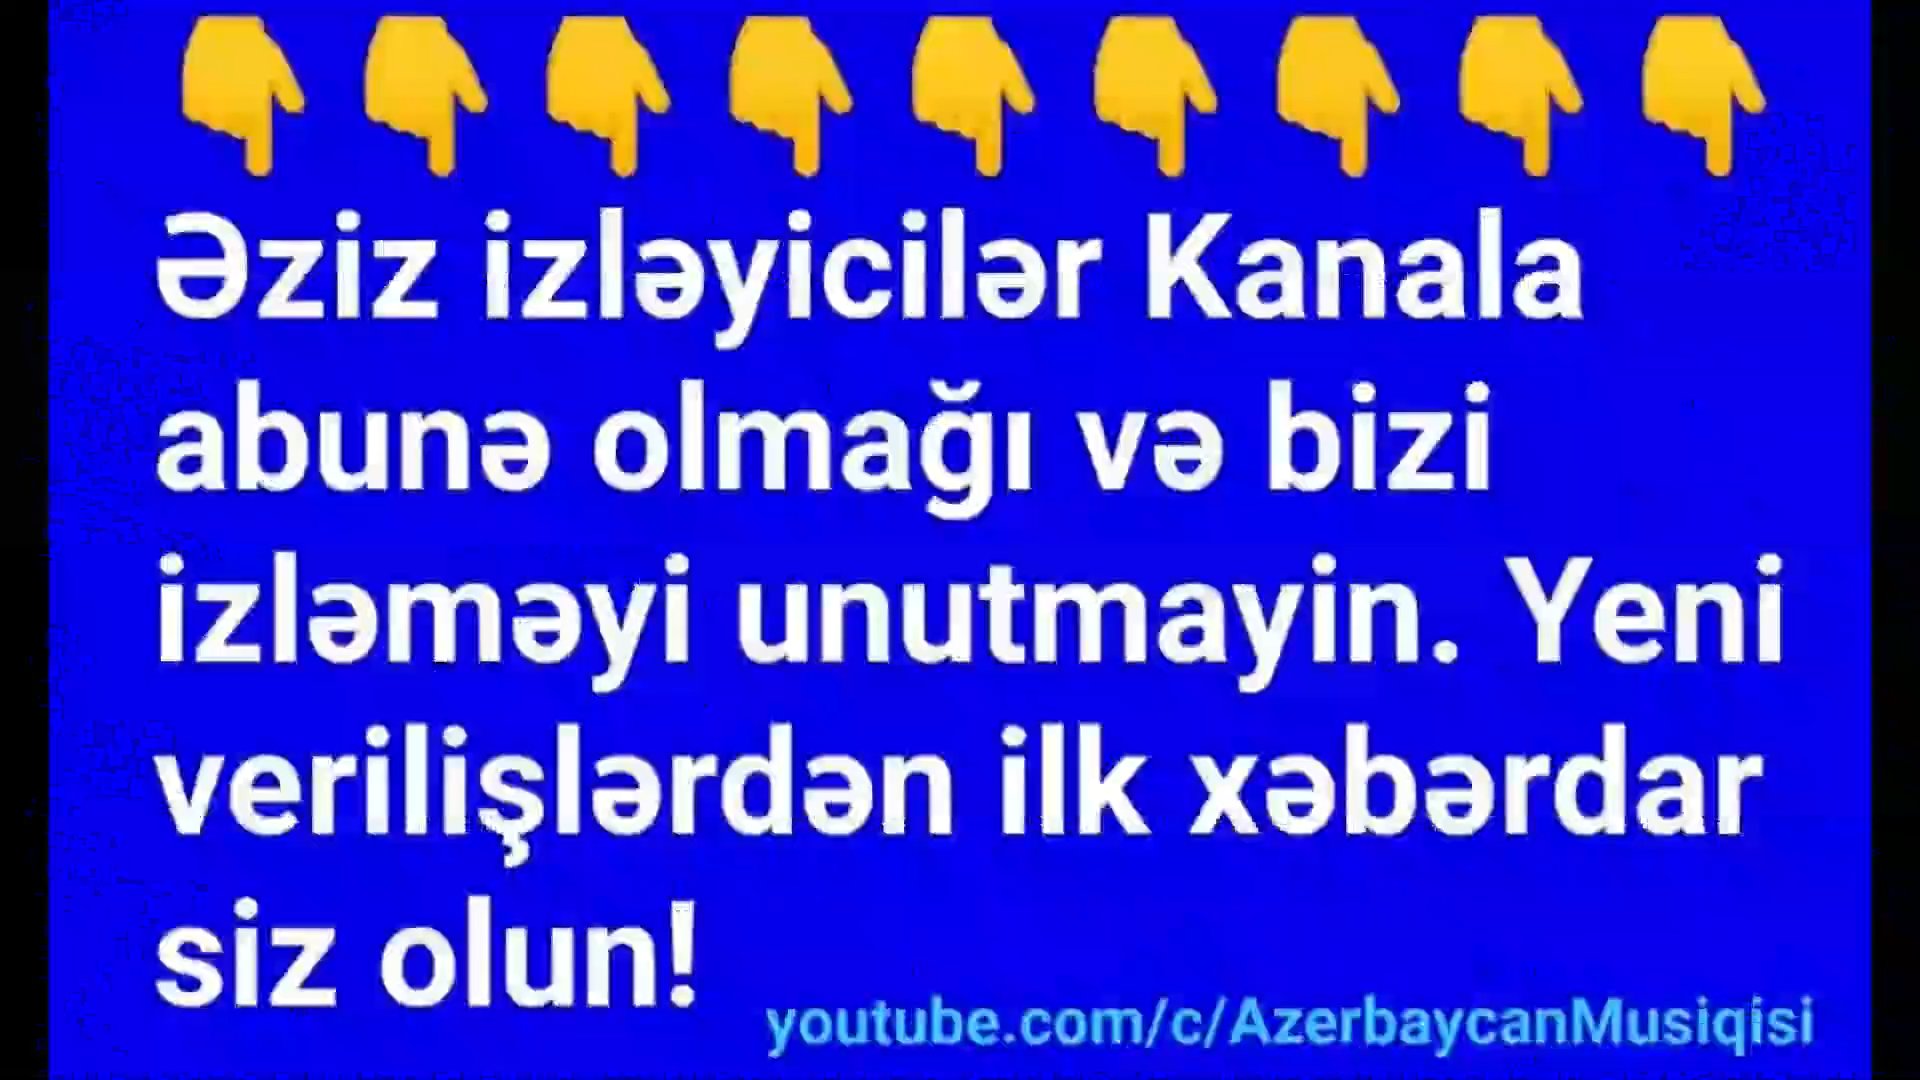 👇👇👇👇👇👇👇👇👇
Əziz izləyicilər Kanala
abunə olmağı və bizi
izləməyi unutmayin. Yeni
verilişlərdən ilk xəbərdar
siz olun!
youtube.com/c/AzerbaycanMusiqisi